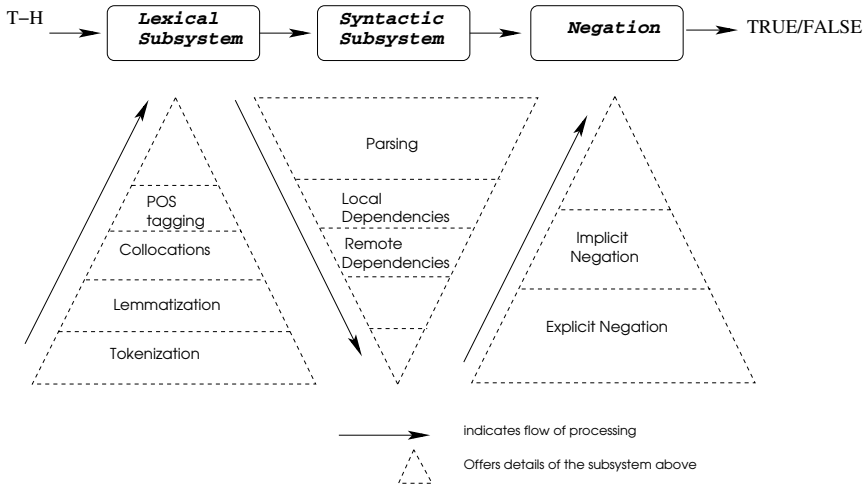 T–H
Lexical
Subsystem
Syntactic
Subsystem
Negation
TRUE/FALSE
POS
tagging
Collocations
Lemmatization
Tokenization
Parsing
Local
Dependencies
Remote
Dependencies
Implicit
Negation
Explicit Negation
indicates flow of processing
Offers details of the subsystem above